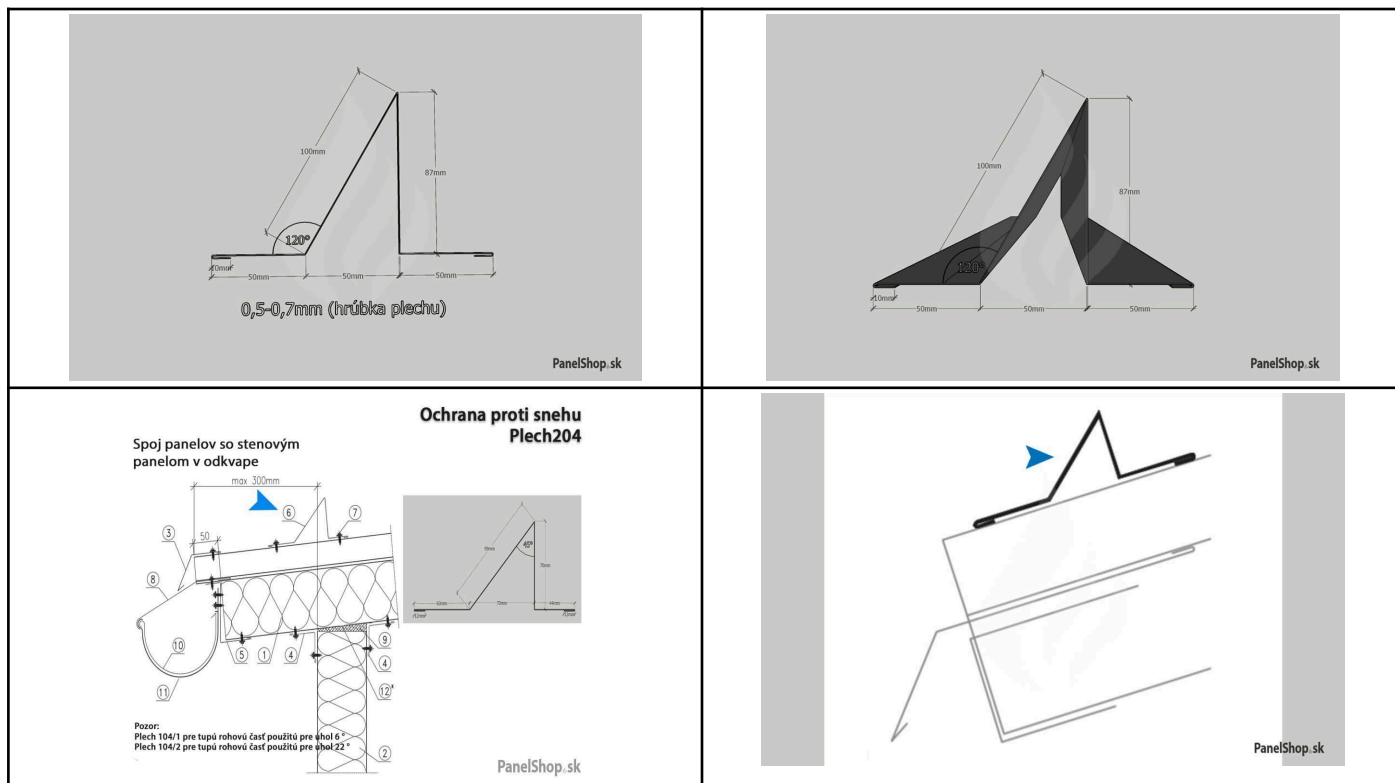 100mm
87mm
120°
10mm
50mm
50mm
50mm
0,5-0,7mm (hrúbka plechu)
PanelShop.sk
100mm
87mm
120°
10mm
50mm
50mm
50mm
PanelShop.sk
Ochrana proti snehu
Plech204
Spoj panelov so stenovým
panelom v odkvape
max 300mm
6
7
3
50
8
45°
10
5
1
4
9
4
11
12
2
Pozor:
Plech 104/1 pre tupú rohovú časť použitú pre úhol 6 °
Plech 104/2 pre tupú rohovú časť použitú pre úhol 22 °
PanelShop.sk
PanelShop.sk